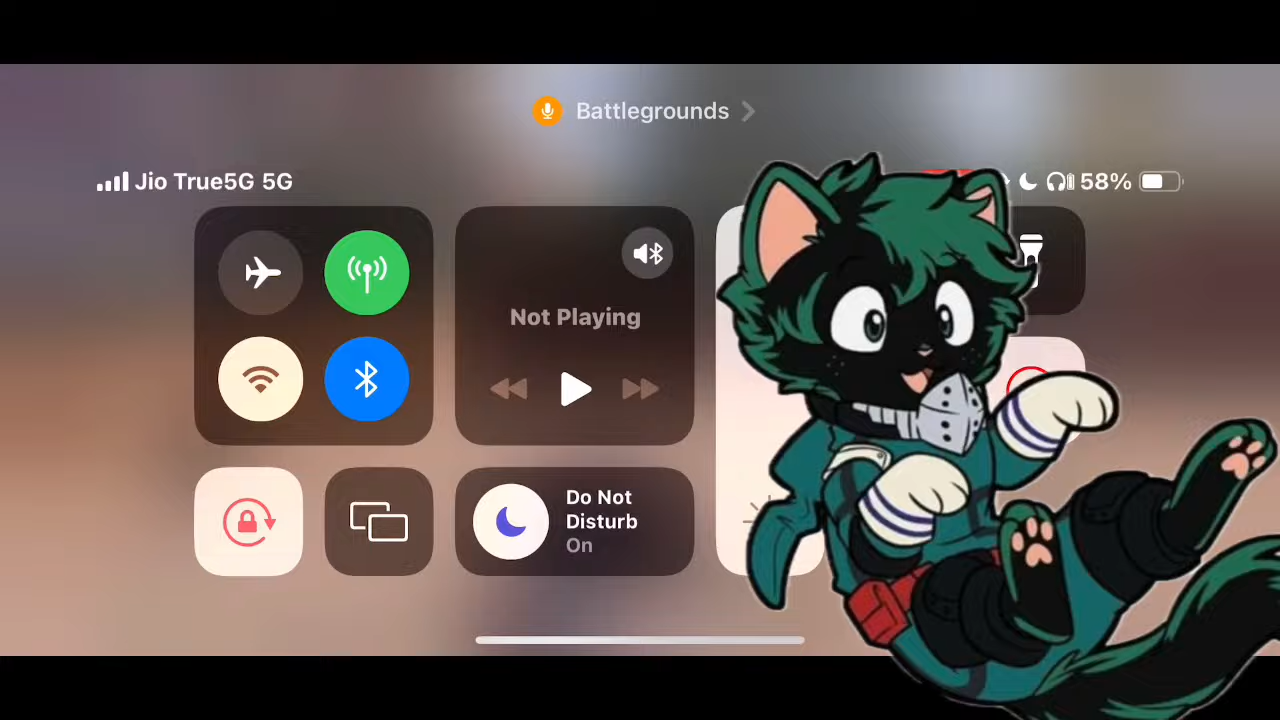 Battlegrounds
Jio True5G 5G
58%
Not Playing
Do Not
Disturb
On